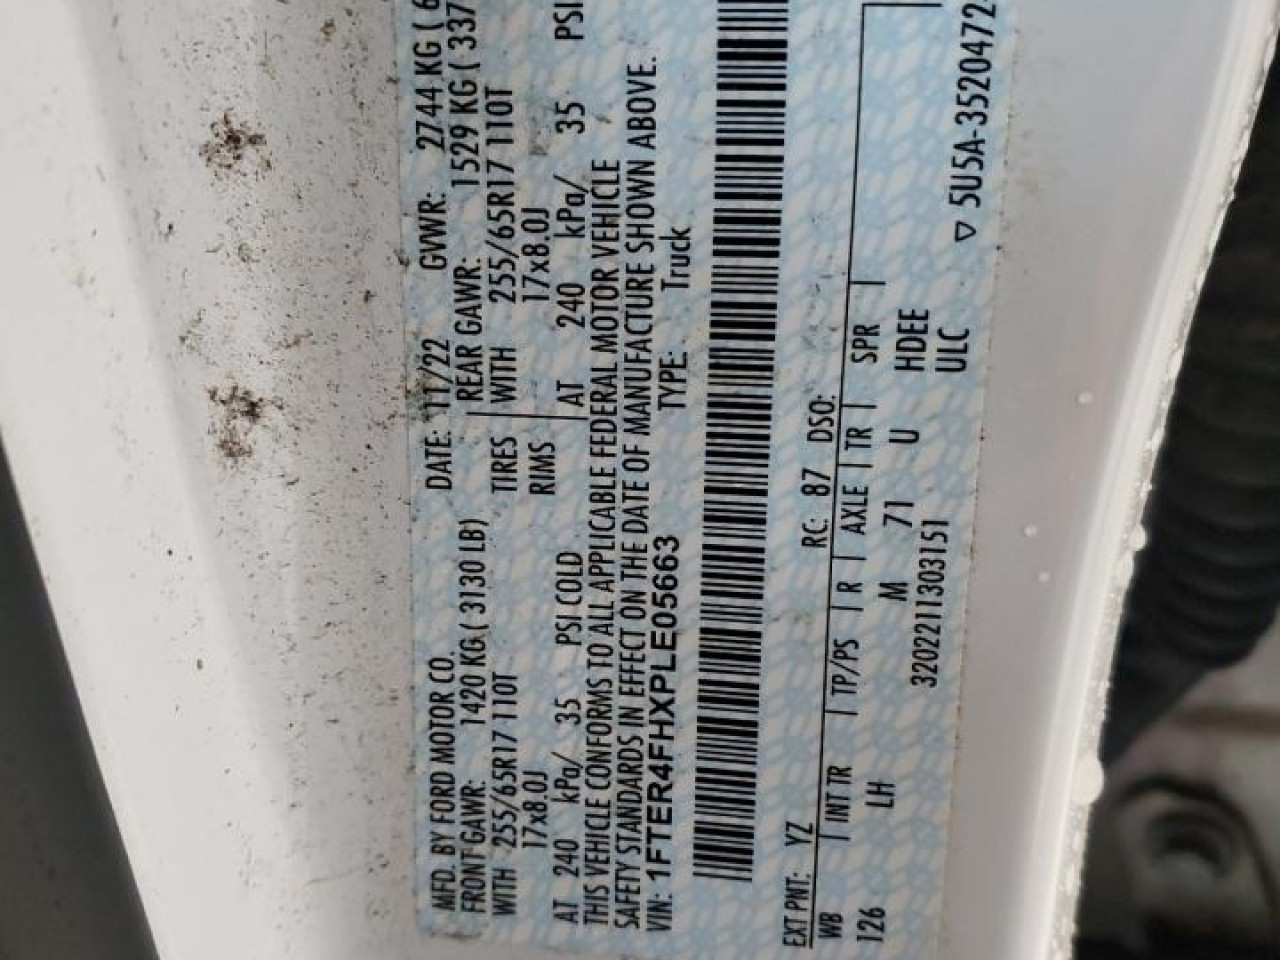 MFD. BY FORD MOTOR CO. DATE: 11/22 GVWR: 2744 KG ( 6
FRONT GAWR: 1420 KG ( 3130 LB) REAR GAWR: 1529 KG ( 337
WITH 255/65R17 110T TIRES WITH 255/65R17 110T
17x8.0J RIMS 17x8.0J
AT 240 kPa/ 35 PSI COLD AT 240 kPa/ 35 PSI
THIS VEHICLE CONFORMS TO ALL APPLICABLE FEDERAL MOTOR VEHICLE
SAFETY STANDARDS IN EFFECT ON THE DATE OF MANUFACTURE SHOWN ABOVE.
VIN: 1FTER4FHXPLE05663 TYPE: Truck
EXT PNT: YZ RC: 87 DSO:
WB INT TR TP/PS R AXLE TR SPR
126 LH M 71 U HDEE
320221130315​1 ULC
▽ 5U5A-3520472-